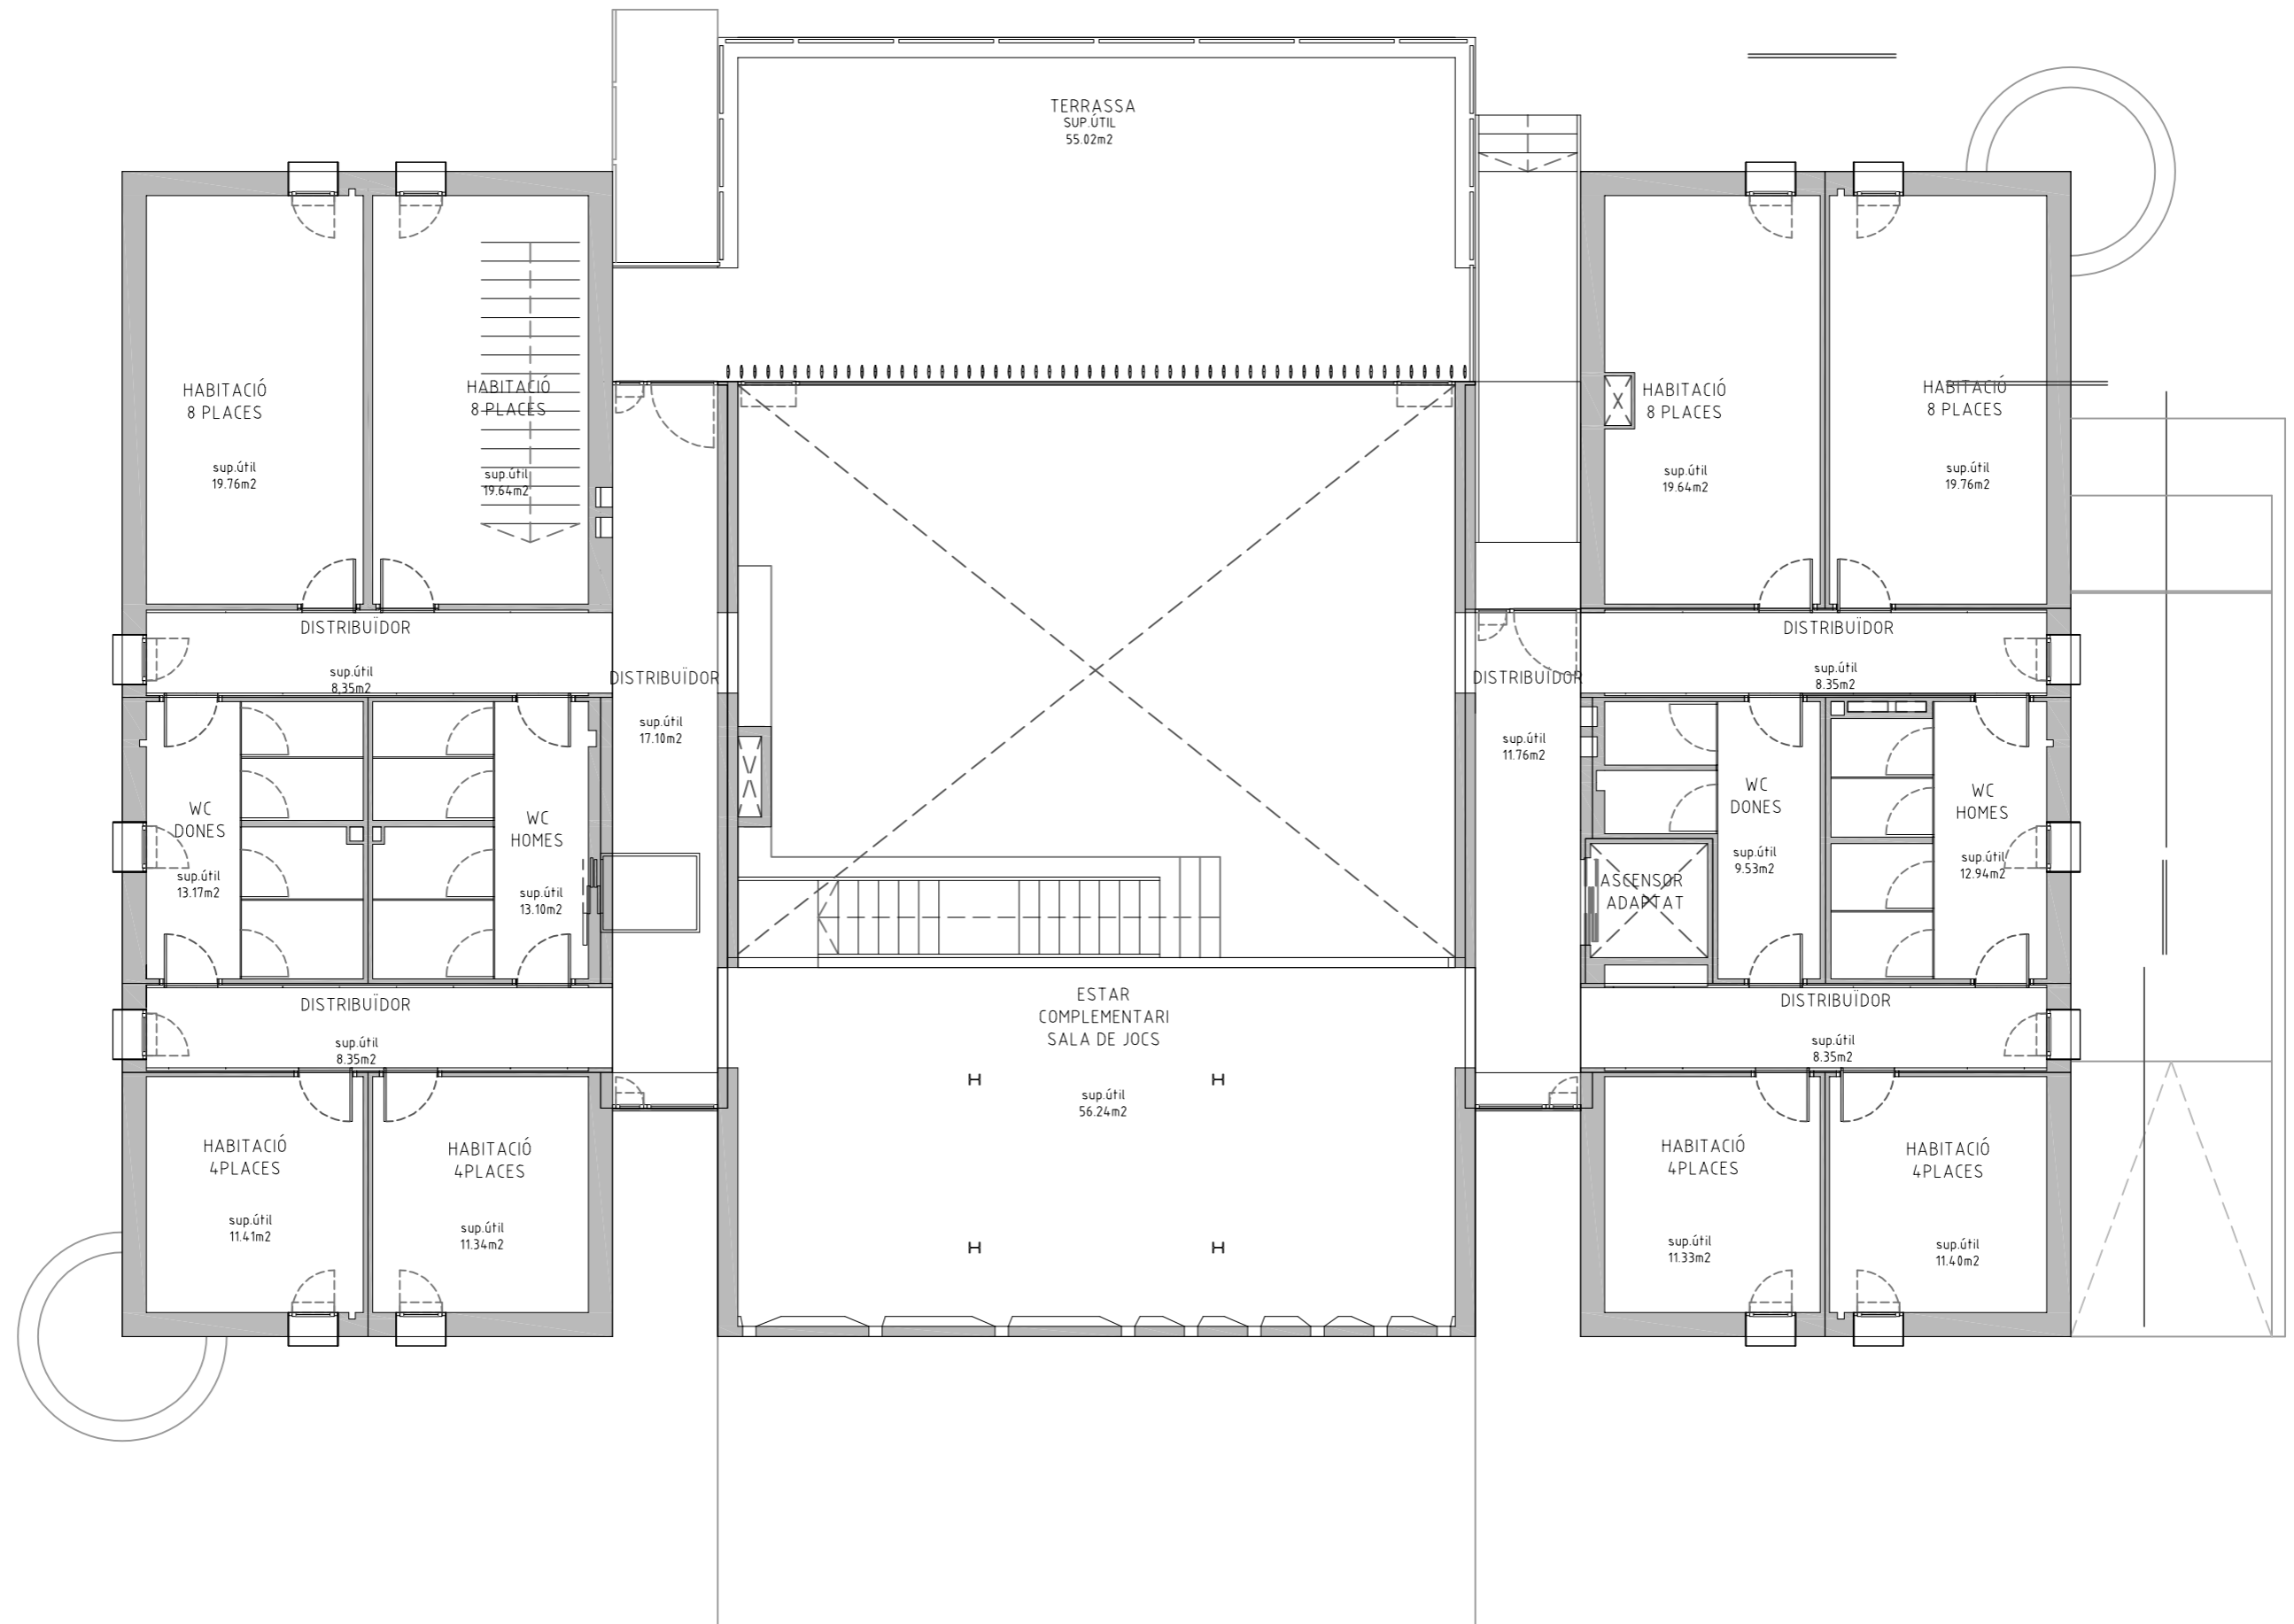 TERRASSA
SUP.ÚTIL
55.02m2
HABITACIÓ
8 PLACES
sup.útil
19.76m2
HABITACIÓ
8 PLACES
sup.útil
19.64m2
HABITACIÓ
8 PLACES
sup.útil
19.64m2
HABITACIÓ
8 PLACES
sup.útil
19.76m2
DISTRIBUÏDOR
sup.útil
8,35m2
DISTRIBUÏDOR
sup.útil
17.10m2
DISTRIBUÏDOR
sup.útil
11.76m2
DISTRIBUÏDOR
sup.útil
8.35m2
WC
DONES
sup.útil
13.17m2
WC
HOMES
sup.útil
13.10m2
WC
DONES
sup.útil
9.53m2
WC
HOMES
sup.útil
12.94m2
ASCENSOR
ADAPTAT
DISTRIBUÏDOR
sup.útil
8.35m2
ESTAR
COMPLEMENTARI
SALA DE JOCS
sup.útil
56.24m2
DISTRIBUÏDOR
sup.útil
8.35m2
HABITACIÓ
4PLACES
sup.útil
11.41m2
HABITACIÓ
4PLACES
sup.útil
11.34m2
HABITACIÓ
4PLACES
sup.útil
11.33m2
HABITACIÓ
4PLACES
sup.útil
11.40m2